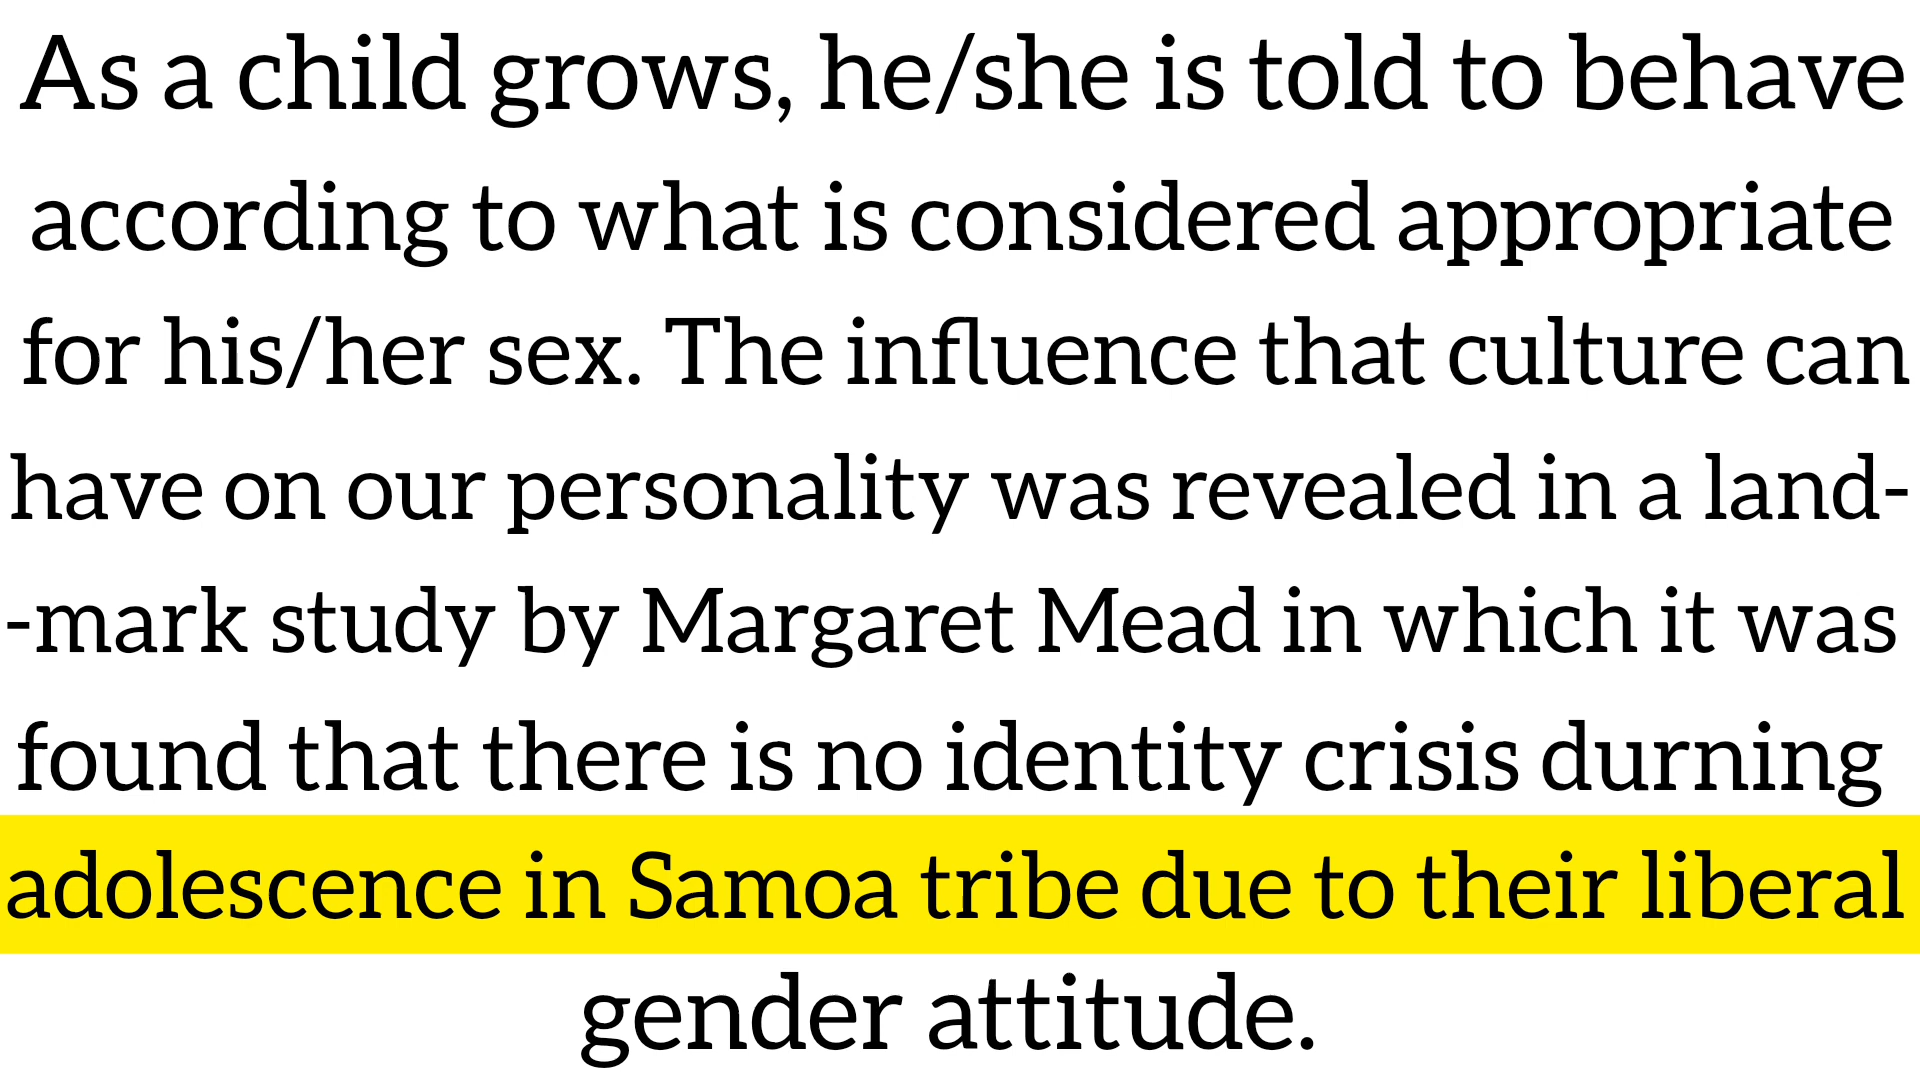 As a child grows, he/she is told to behave
according to what is considered appropriate
for his/her sex. The influence that culture can
have on our personality was revealed in a land-
-mark study by Margaret Mead in which it was
found that there is no identity crisis durning
adolescence in Samoa tribe due to their liberal
gender attitude.